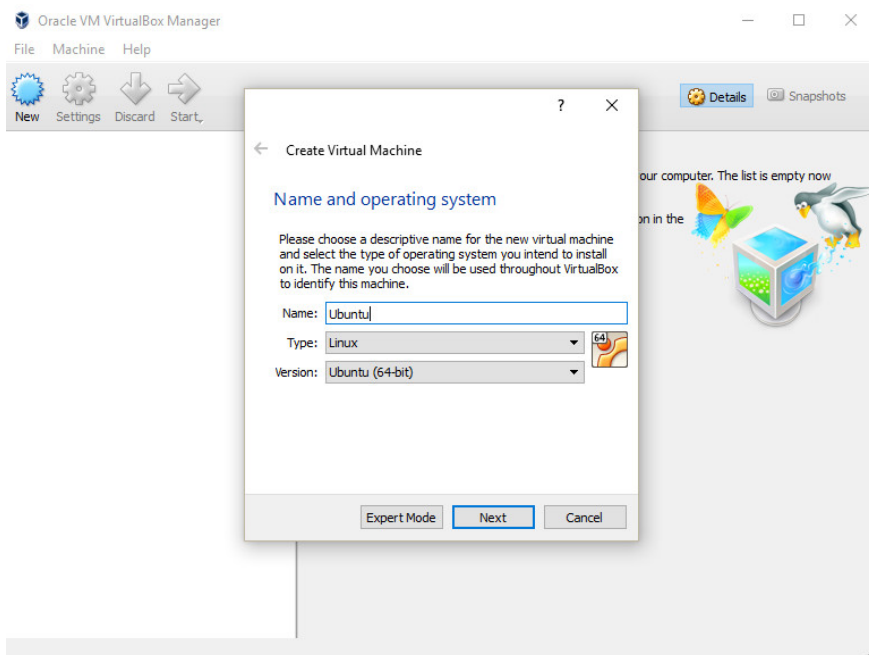 Oracle VM VirtualBox Manager
File Machine Help
New Settings Discard Start
Details Snapshots
?
Create Virtual Machine
our computer. The list is empty now
Name and operating system
on in the
Please choose a descriptive name for the new virtual machine
and select the type of operating system you intend to install
on it. The name you choose will be used throughout VirtualBox
to identify this machine.
Name: Ubuntu
Type: Linux
64
Version: Ubuntu (64-bit)
Expert Mode Next Cancel